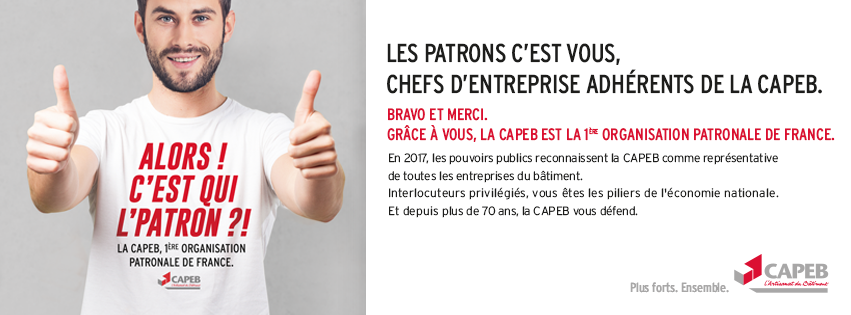 ALORS !
C'EST QUI
L'PATRON ?!
LA CAPEB, 1ÈRE ORGANISATION
PATRONALE DE FRANCE.
CAPEB
L'Artisanat du Bâtiment
LES PATRONS C'EST VOUS,
CHEFS D'ENTREPRISE ADHÉRENTS DE LA CAPEB.
BRAVO ET MERCI.
GRÂCE À VOUS, LA CAPEB EST LA 1ÈRE ORGANISATION PATRONALE DE FRANCE.
En 2017, les pouvoirs publics reconnaissent la CAPEB comme représentative
de toutes les entreprises du bâtiment.
Interlocuteurs privilégiés, vous êtes les piliers de l'économie nationale.
Et depuis plus de 70 ans, la CAPEB vous défend.
Plus forts. Ensemble.
CAPEB
L'Artisanat du Bâtiment